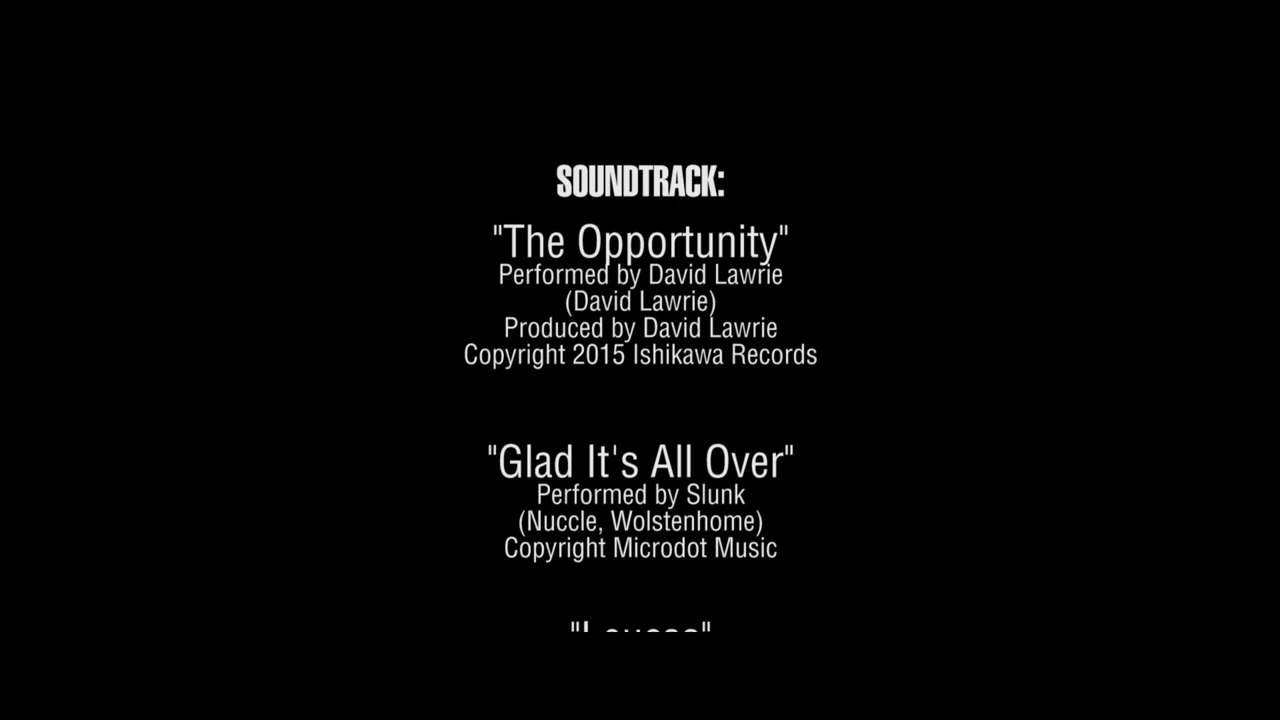 SOUNDTRACK:
"The Opportunity"
Performed by David Lawrie
(David Lawrie)
Produced by David Lawrie
Copyright 2015 Ishikawa Records
"Glad It's All Over"
Performed by Slunk
(Nuccle, Wolstenhome)
Copyright Microdot Music